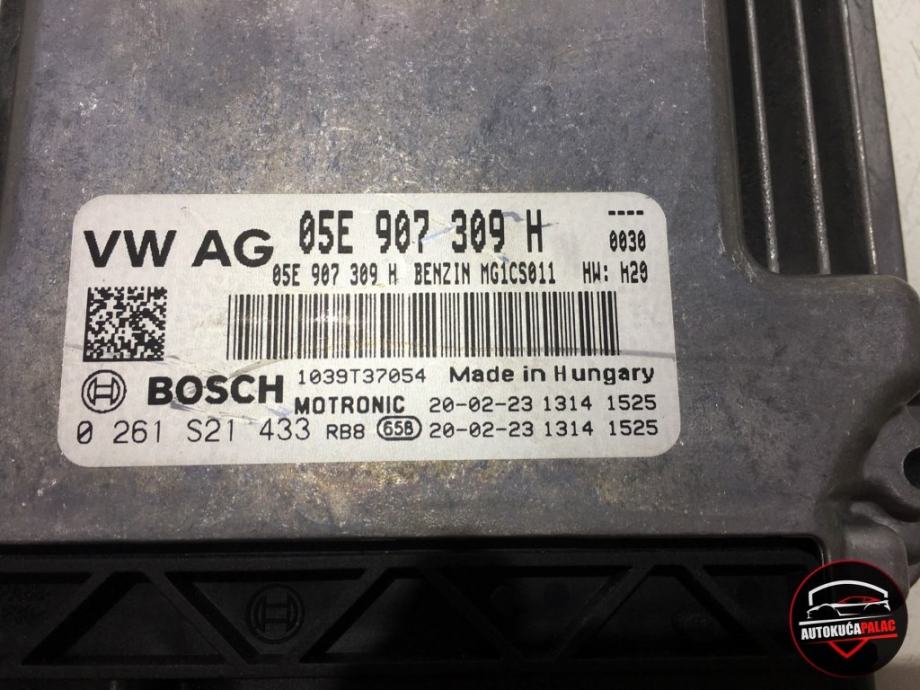 VW AG 05E 907 309 H ----
0030
05E 907 309 H BENZIN MG1CS011 HW: H20
BOSCH 1039T37054 Made in Hungary
MOTRONIC 20-02-23 1314 1525
0 261 S21 433 RB8 65B 20-02-23 1314 1525
AUTOKUĆAPALAC